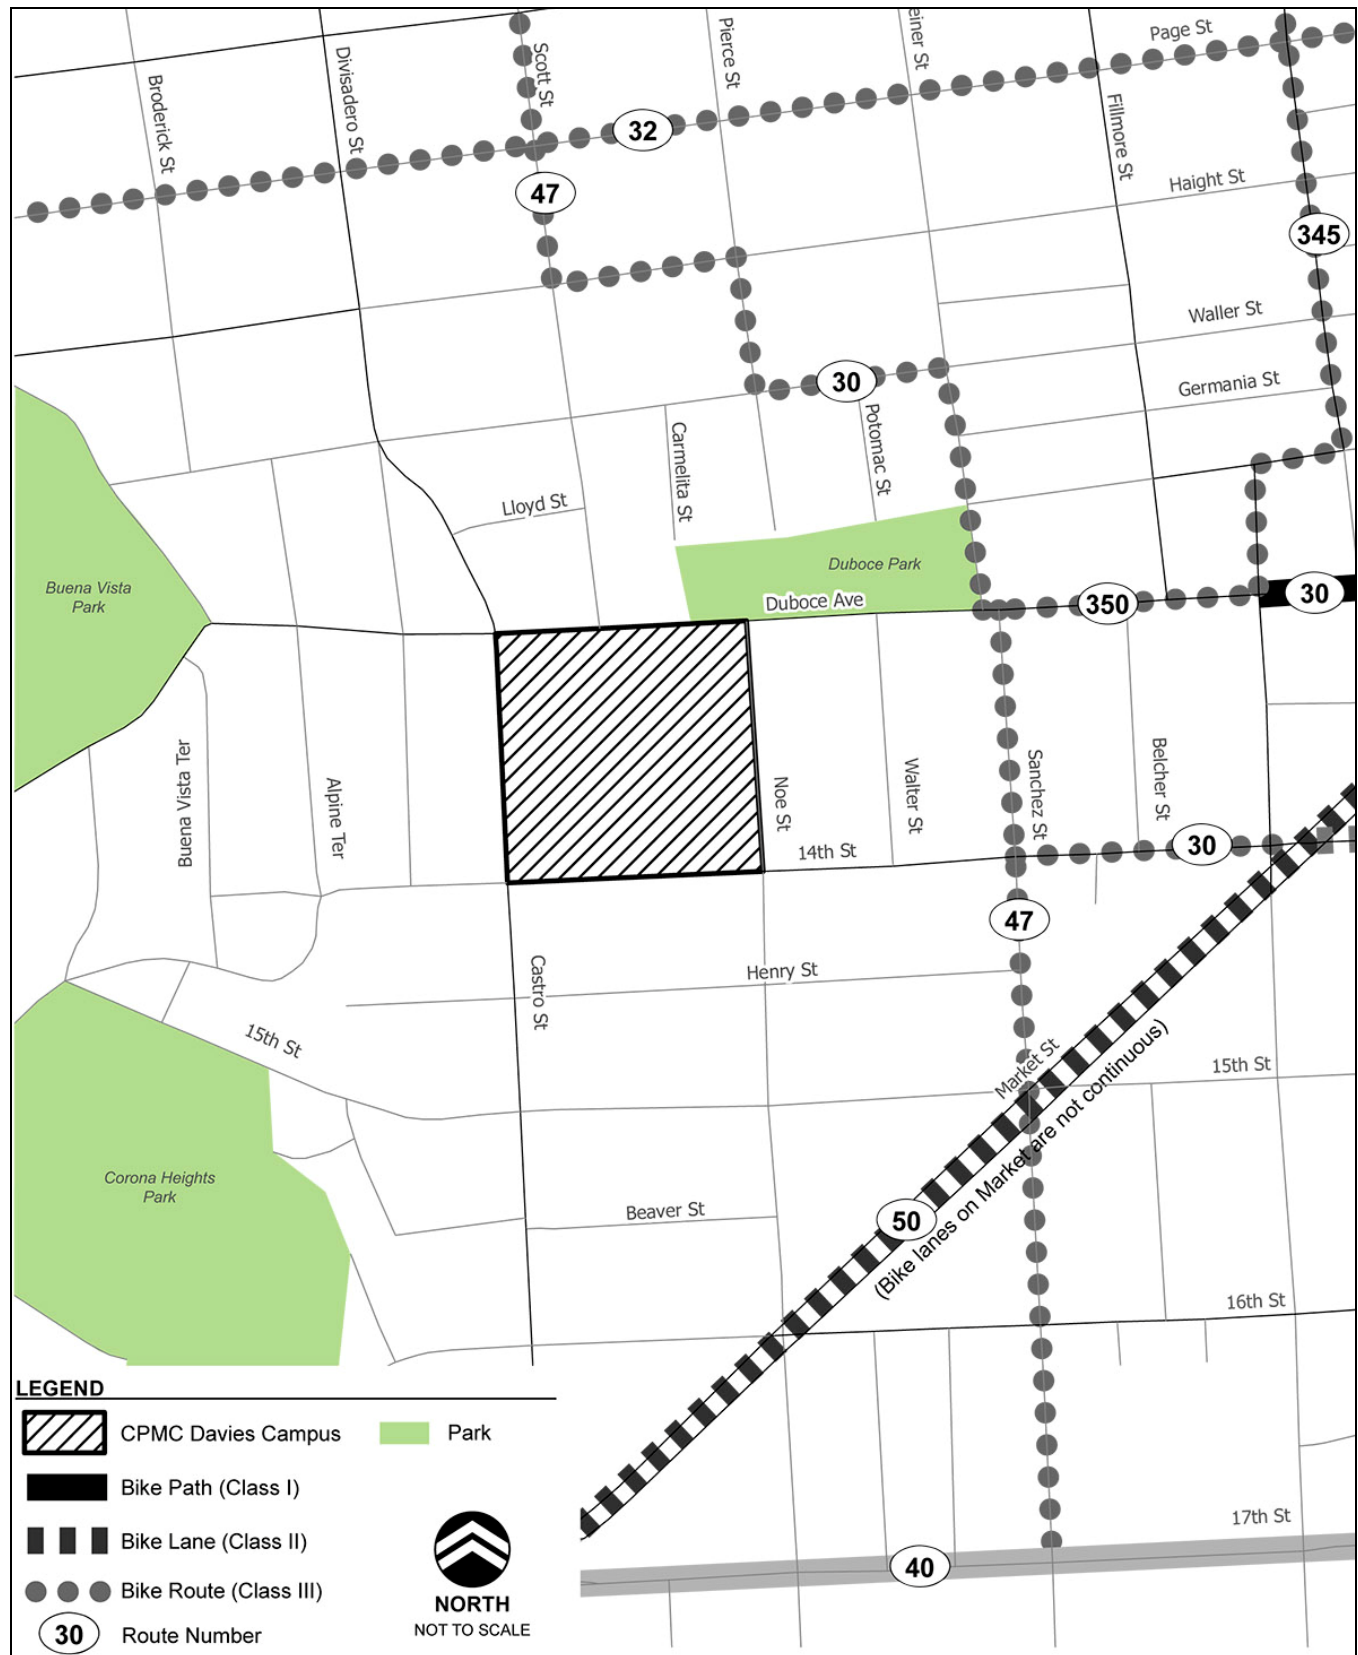 Page St
einer St
Pierce St
Scott St
Divisadero St
Broderick St
Fillmore St
32
47
Haight St
345
Waller St
30
Germania St
Potomac St
Carmelita St
Lloyd St
Duboce Park
Buena Vista
Park
Duboce Ave
350
30
Buena Vista Ter
Alpine Ter
Noe St
Walter St
Sanchez St
Belcher St
14th St
30
47
Castro St
Henry St
15th St
Market St
15th St
(Bike lanes on Market are not continuous)
Corona Heights
Park
Beaver St
50
16th St
17th St
40
LEGEND
CPMC Davies Campus
Park
Bike Path (Class I)
Bike Lane (Class II)
Bike Route (Class III)
30
Route Number
NORTH
NOT TO SCALE